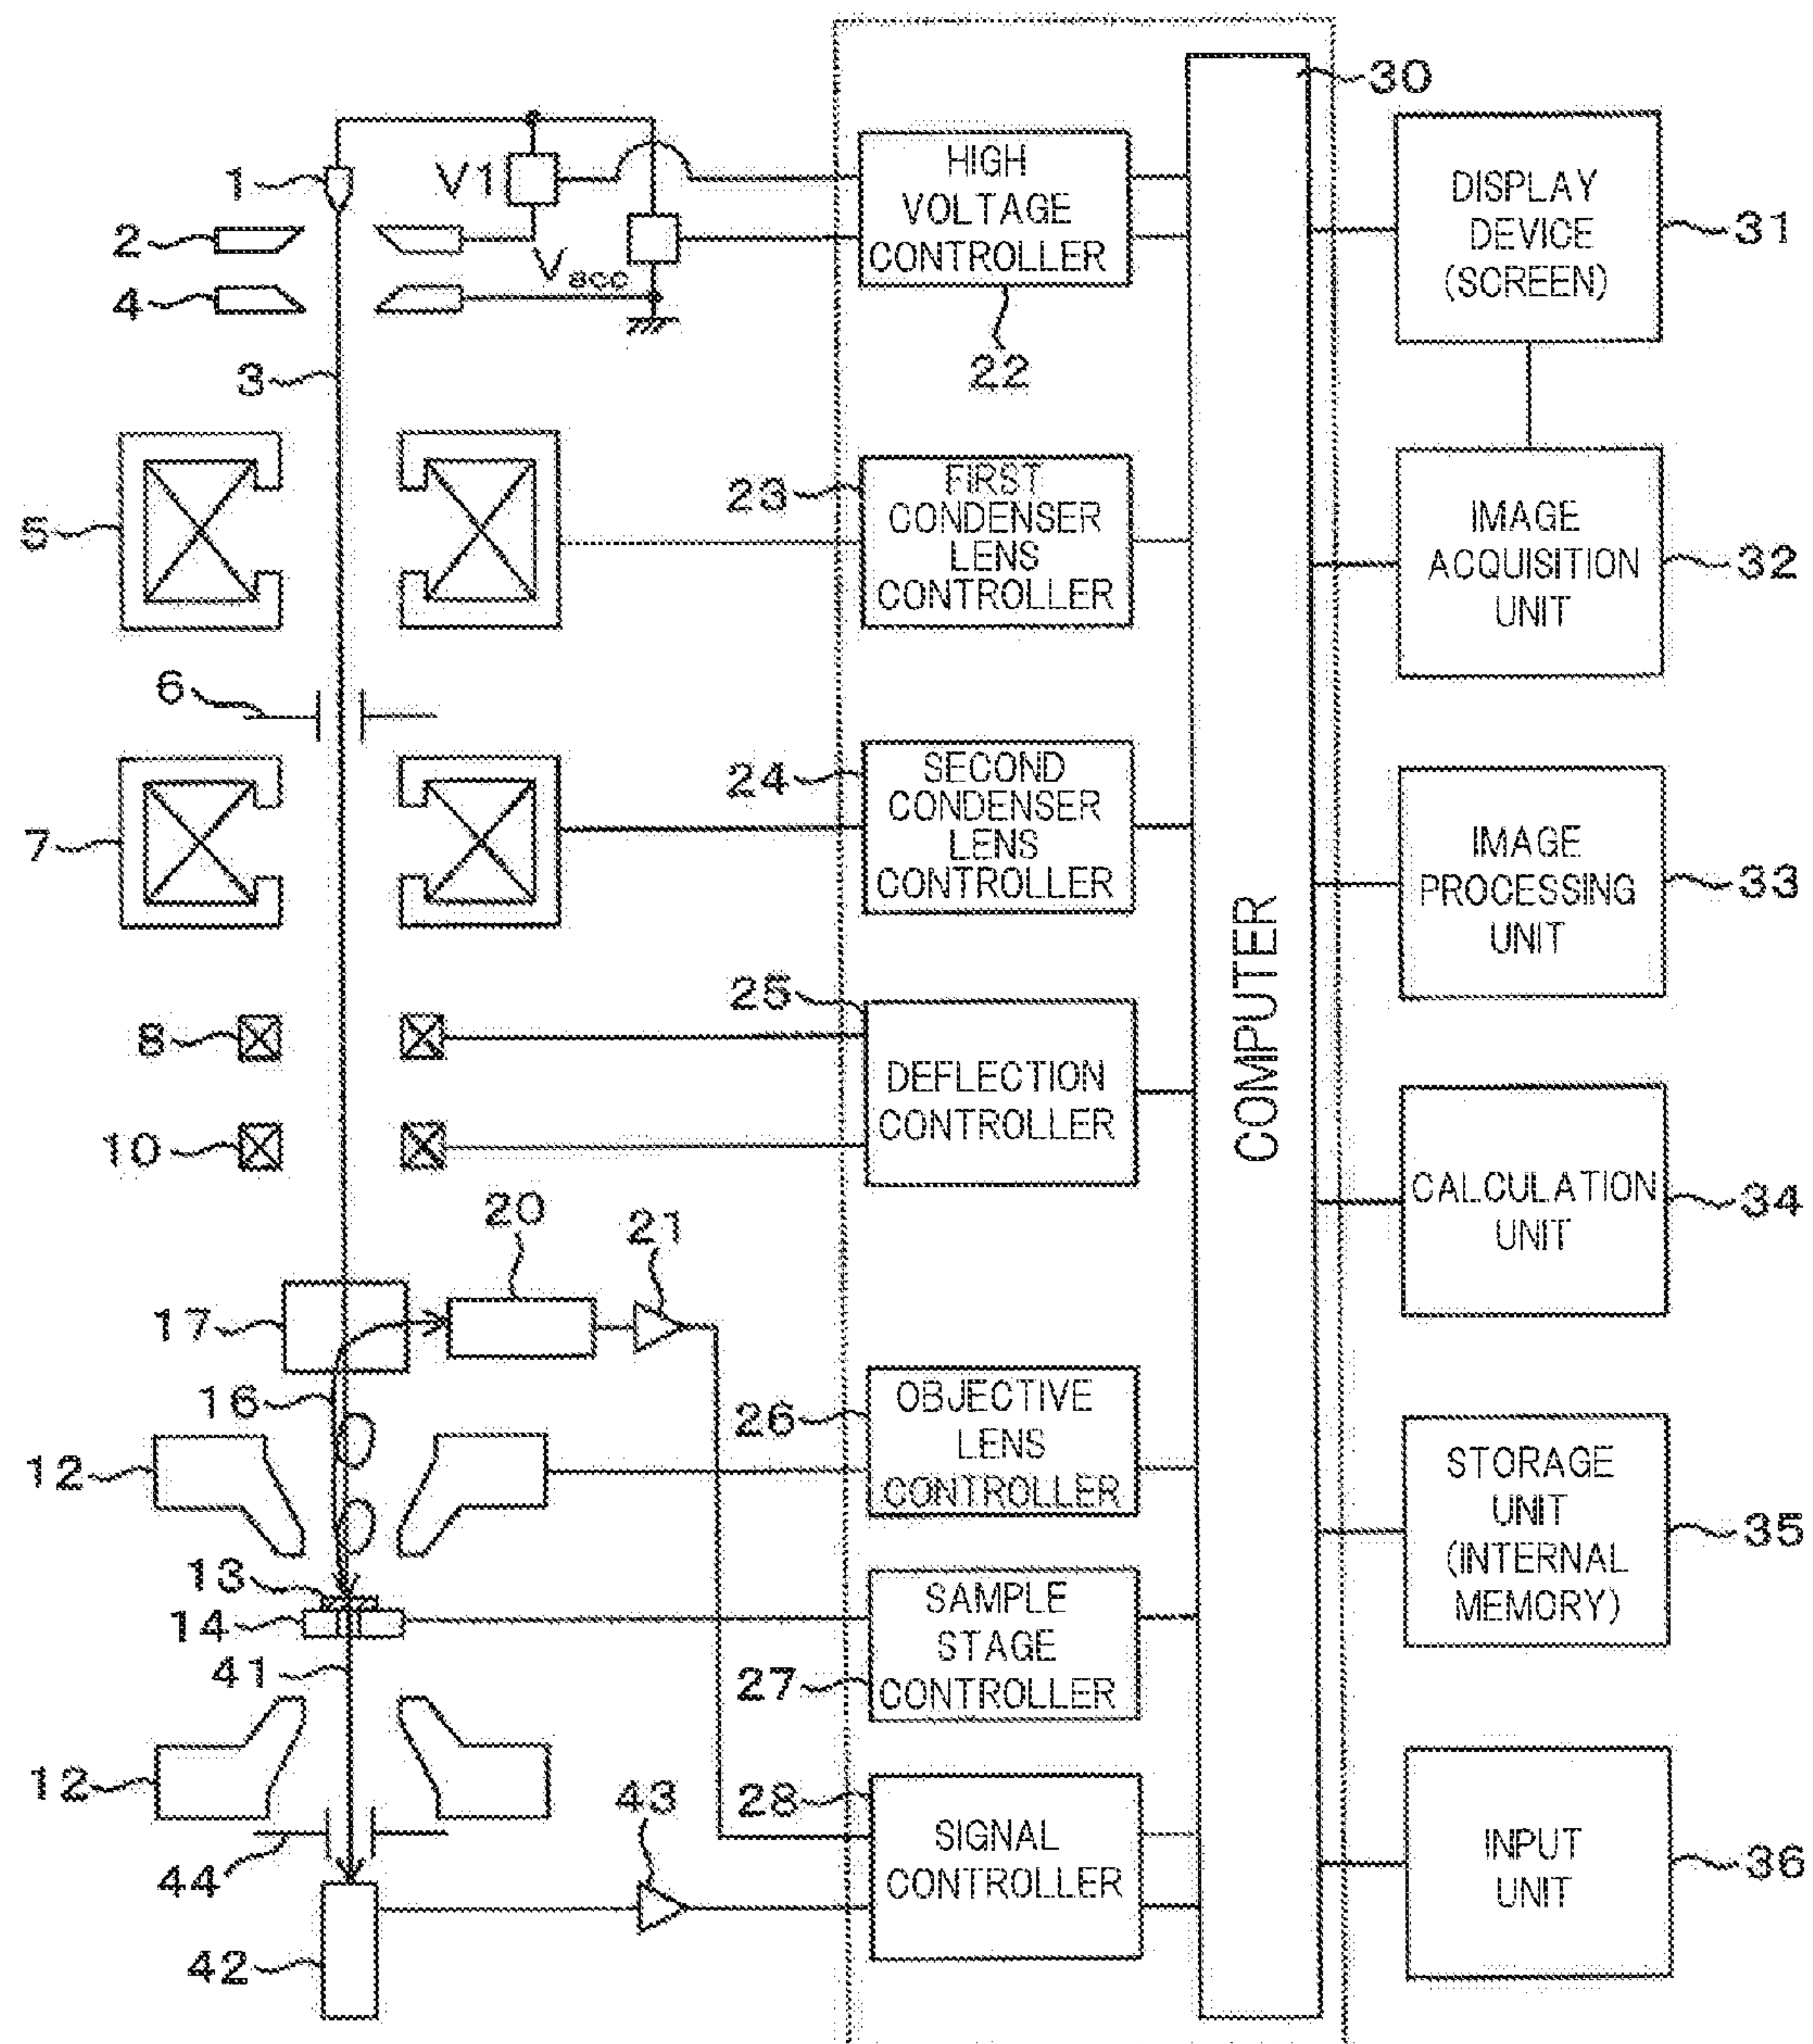 30
1
V1
HIGH
VOLTAGE
CONTROLLER
DISPLAY
DEVICE
(SCREEN)
31
2
Vacc
4
22
3
5
23
FIRST
CONDENSER
LENS
CONTROLLER
IMAGE
ACQUISITION
UNIT
32
6
7
24
SECOND
CONDENSER
LENS
CONTROLLER
IMAGE
PROCESSING
UNIT
33
COMPUTER
8
25
DEFLECTION
CONTROLLER
10
CALCULATION
UNIT
34
20
21
17
16
12
26
OBJECTIVE
LENS
CONTROLLER
STORAGE
UNIT
(INTERNAL
MEMORY)
35
13
14
41
27
SAMPLE
STAGE
CONTROLLER
12
44
43
28
SIGNAL
CONTROLLER
INPUT
UNIT
36
42